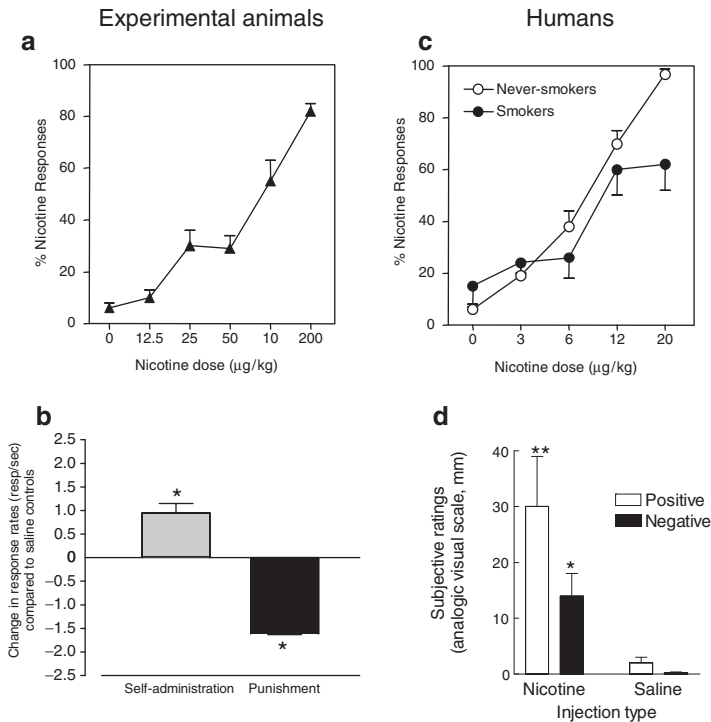 Experimental animals
Humans
a
100
80
60
40
20
0
% Nicotine Responses
0 12.5 25 50 10 200
Nicotine dose (μg/kg)
c
100
80
60
40
20
0
% Nicotine Responses
Never-smokers
Smokers
0 3 6 12 20
Nicotine dose (μg/kg)
b
2.5
2.0
1.5
1.0
0.5
0
−0.5
−1.0
−1.5
−2.0
−2.5
Change in response rates (resp/sec)
compared to saline controls
*
*
Self-administration Punishment
d
40
30
20
10
0
Subjective ratings
(analogic visual scale, mm)
**
*
Positive
Negative
Nicotine Saline
Injection type